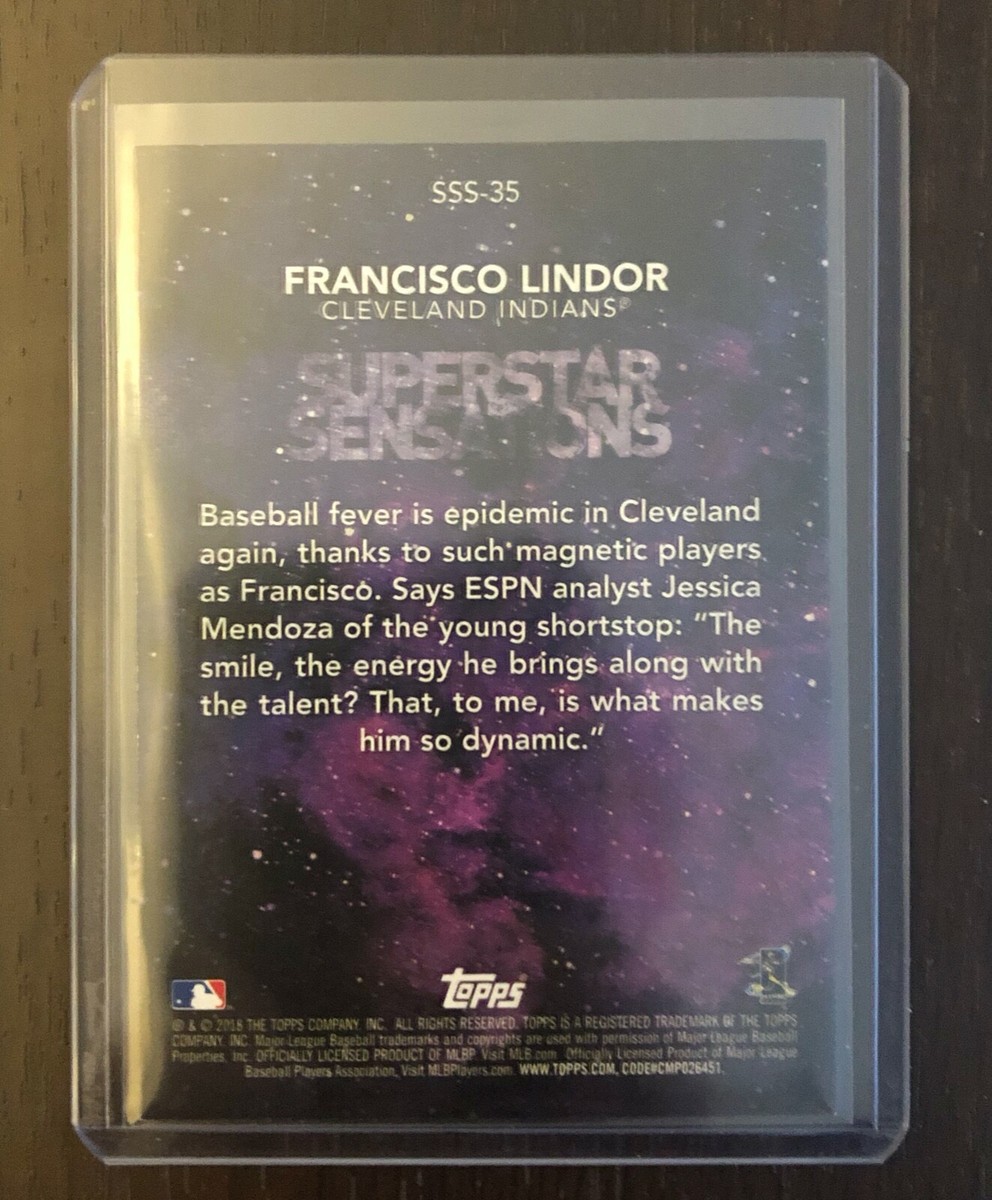 SSS-35
FRANCISCO LINDOR
CLEVELAND INDIANS®
SUPERSTAR
SENSATIONS
Baseball fever is epidemic in Cleveland
again, thanks to such magnetic players
as Francisco. Says ESPN analyst Jessica
Mendoza of the young shortstop: “The
smile, the energy he brings along with
the talent? That, to me, is what makes
him so dynamic.”
topps
® & © 2018 THE TOPPS COMPANY, INC. ALL RIGHTS RESERVED. TOPPS IS A REGISTERED TRADEMARK OF THE TOPPS
COMPANY, INC. Major League Baseball trademarks and copyrights are used with permission of Major League Baseball
Properties, Inc. OFFICIALLY LICENSED PRODUCT OF MLBP. Visit MLB.com. Officially Licensed Product of Major League
Baseball Players Association, Visit MLBPlayers.com. WWW.TOPPS.COM, CODE#CMP026451.